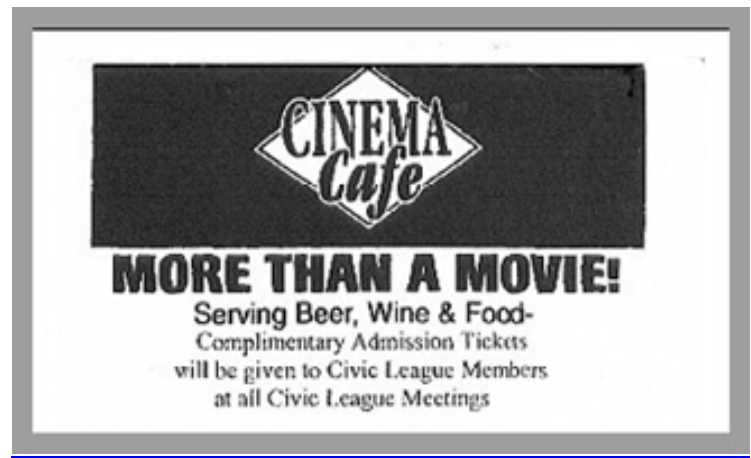 CINEMA
Cafe
MORE THAN A MOVIE!
Serving Beer, Wine & Food-
Complimentary Admission Tickets
will be given to Civic League Members
at all Civic League Meetings